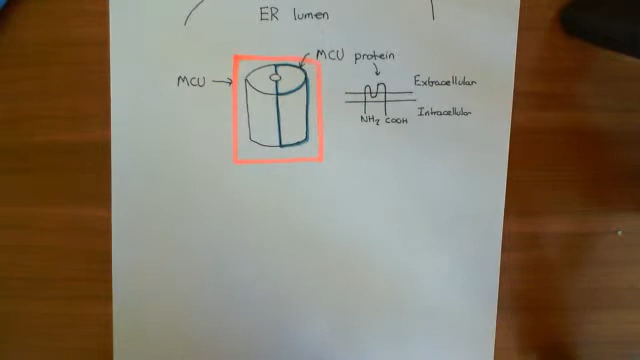 ER lumen
MCU protein
MCU
Extracellular
Intracellular
NH2 COOH